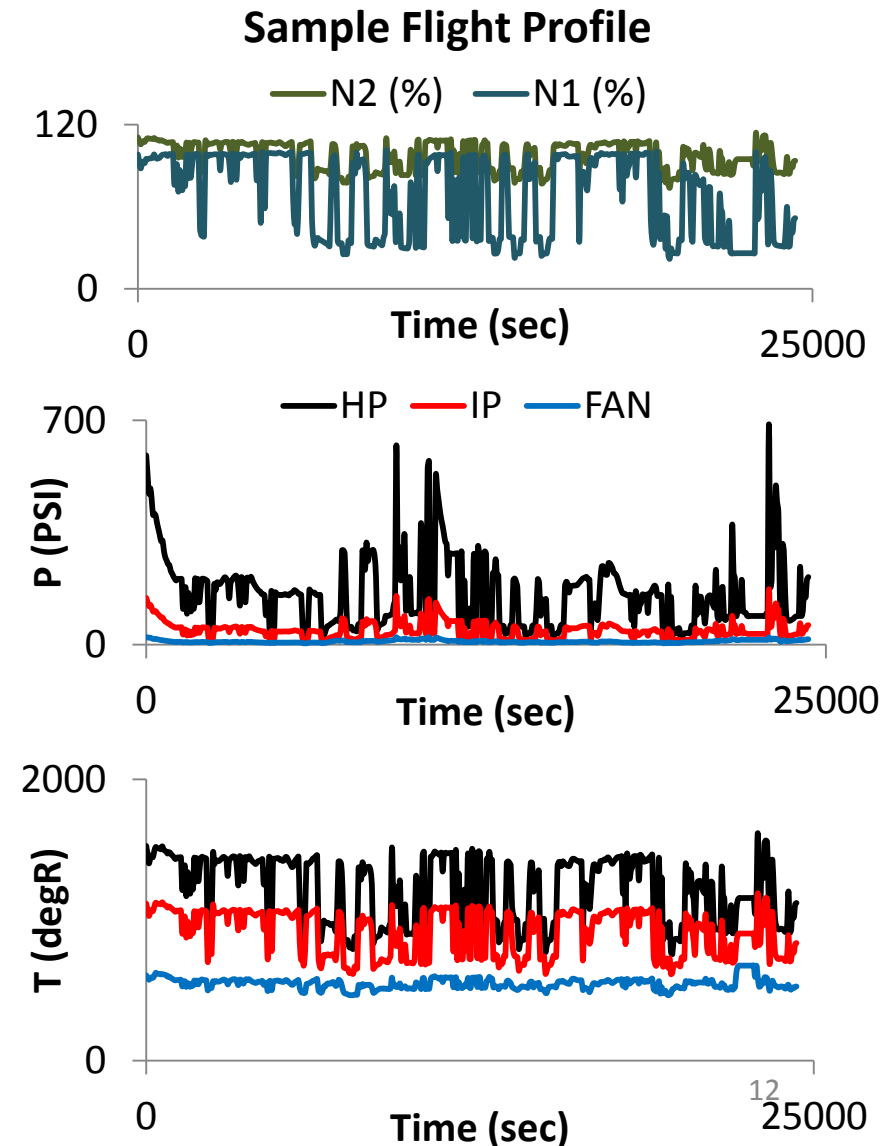 Sample Flight Profile
N2 (%) N1 (%)
120
0
Time (sec)
0 25000
HP IP FAN
700
P (PSI)
0
0 25000
Time (sec)
2000
T (degR)
0
12
0 25000
Time (sec)